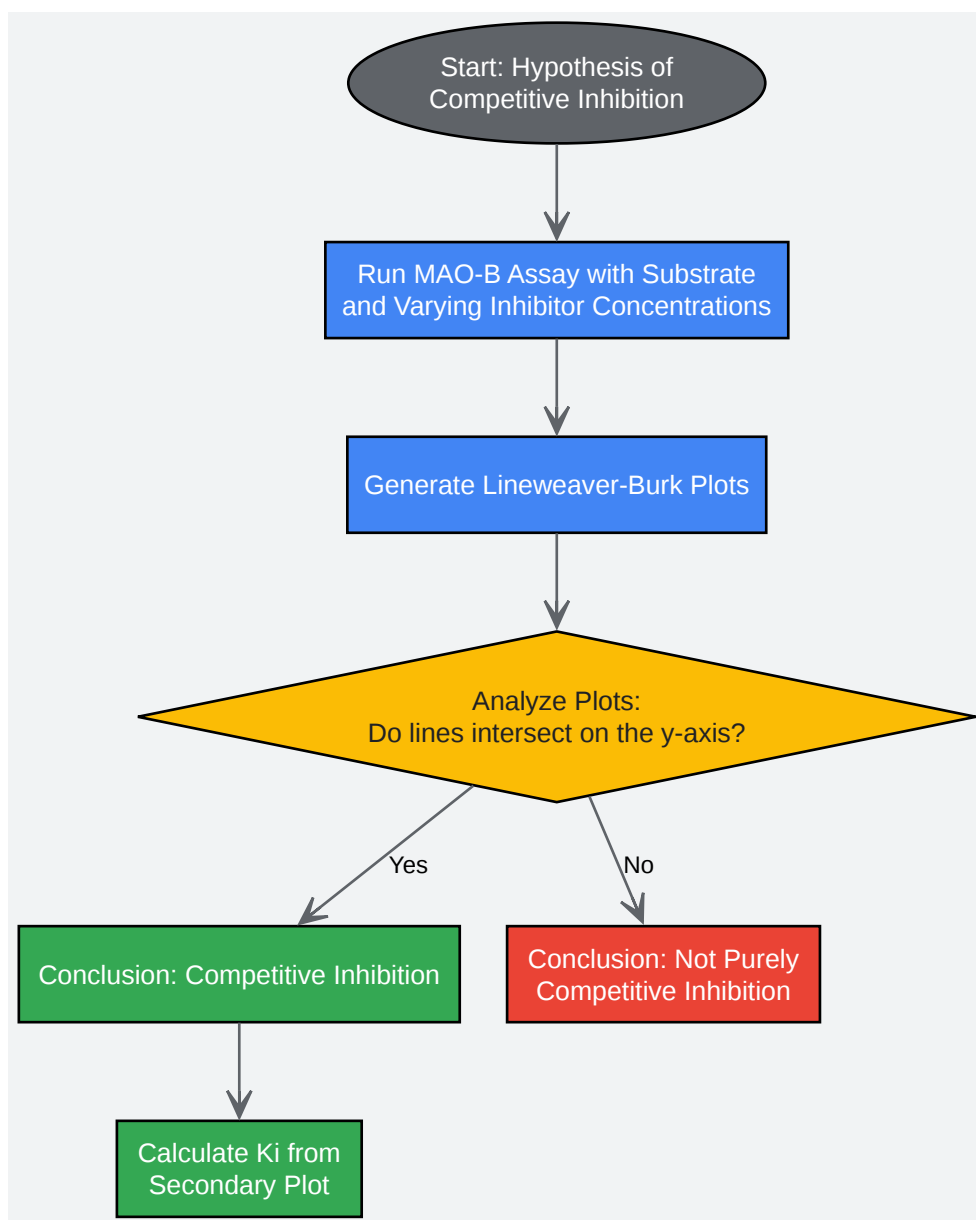 Start: Hypothesis of
Competitive Inhibition
Run MAO-B Assay with Substrate
and Varying Inhibitor Concentrations
Generate Lineweaver-Burk Plots
Analyze Plots:
Do lines intersect on the y-axis?
Yes
No
Conclusion: Competitive Inhibition
Conclusion: Not Purely
Competitive Inhibition
Calculate Ki from
Secondary Plot